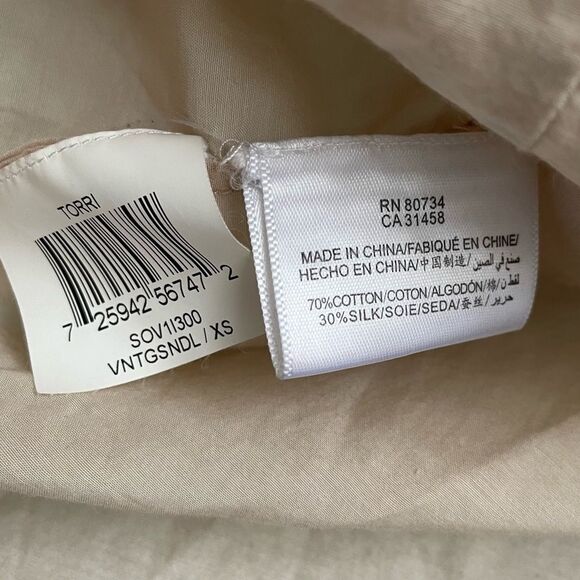 TORRI
7 25942 56747 2
SOV1I300
VNTGSNDL / XS
RN 80734
CA 31458
MADE IN CHINA/FABIQUÉ EN CHINE/
HECHO EN CHINA/中国制造/صنع في الصين/
70%COTTON/COTON/ALGODÓN/棉/قطن
30%SILK/SOIE/SEDA/蚕丝/حرير